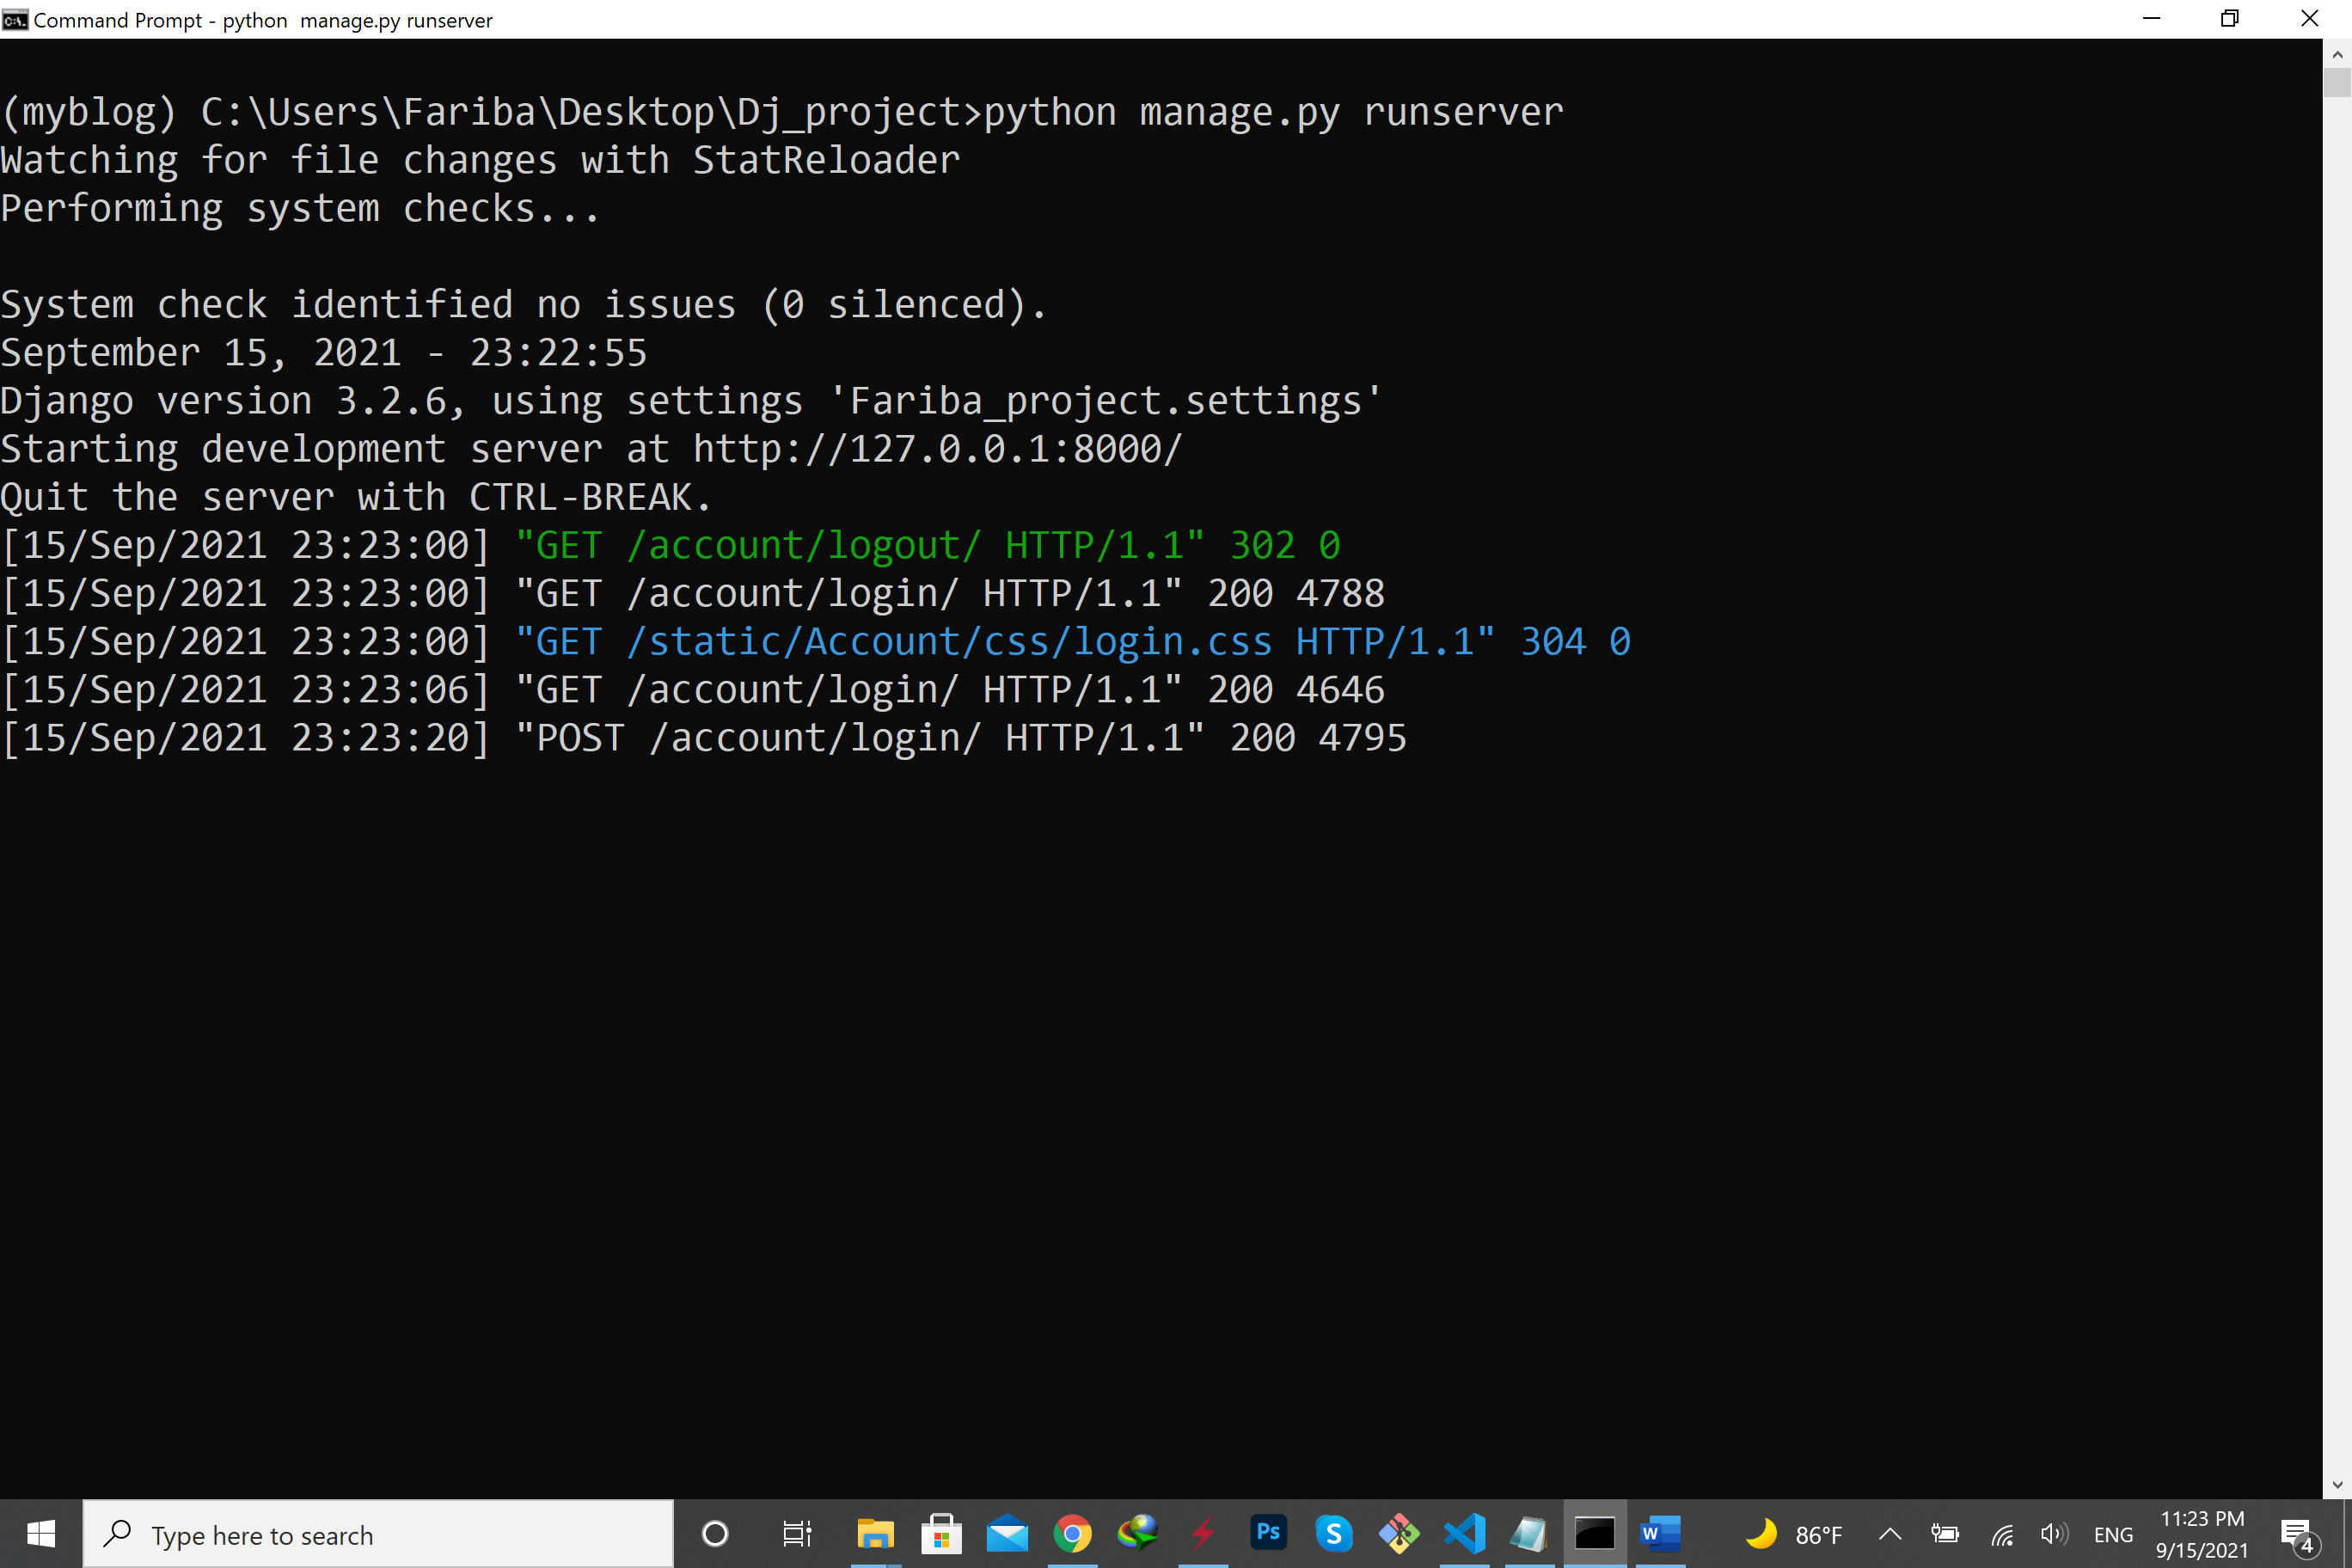 Command Prompt - python  manage.py runserver
(myblog) C:\Users\Fariba\Desktop\Dj_project>python manage.py runserver
Watching for file changes with StatReloader
Performing system checks...
System check identified no issues (0 silenced).
September 15, 2021 - 23:22:55
Django version 3.2.6, using settings 'Fariba_project.settings'
Starting development server at http://127.0.0.1:8000/
Quit the server with CTRL-BREAK.
[15/Sep/2021 23:23:00] "GET /account/logout/ HTTP/1.1" 302 0
[15/Sep/2021 23:23:00] "GET /account/login/ HTTP/1.1" 200 4788
[15/Sep/2021 23:23:00] "GET /static/Account/css/login.css HTTP/1.1" 304 0
[15/Sep/2021 23:23:06] "GET /account/login/ HTTP/1.1" 200 4646
[15/Sep/2021 23:23:20] "POST /account/login/ HTTP/1.1" 200 4795
Type here to search
Ps
S
W
86°F
ENG
11:23 PM
9/15/2021
4